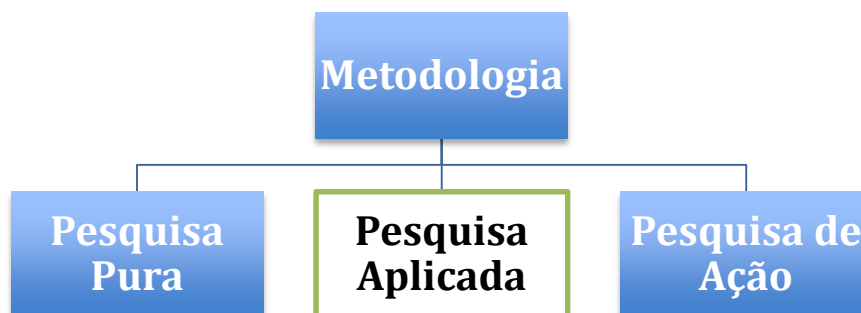 Metodologia
Pesquisa
Pura
Pesquisa
Aplicada
Pesquisa de
Ação